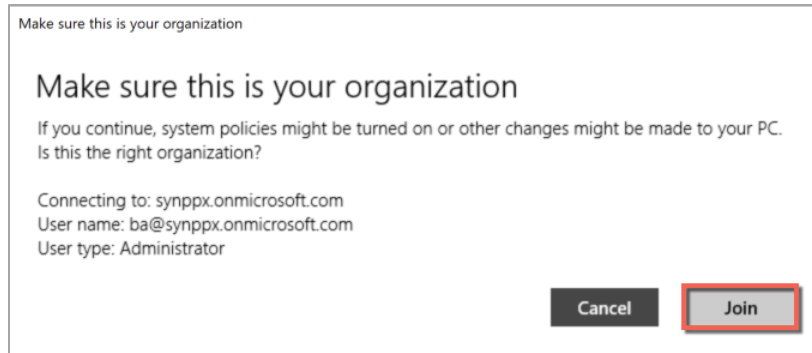 Make sure this is your organization
Make sure this is your organization
If you continue, system policies might be turned on or other changes might be made to your PC.
Is this the right organization?
Connecting to: synppx.onmicrosoft.com
User name: ba@synppx.onmicrosoft.com
User type: Administrator
Cancel
Join